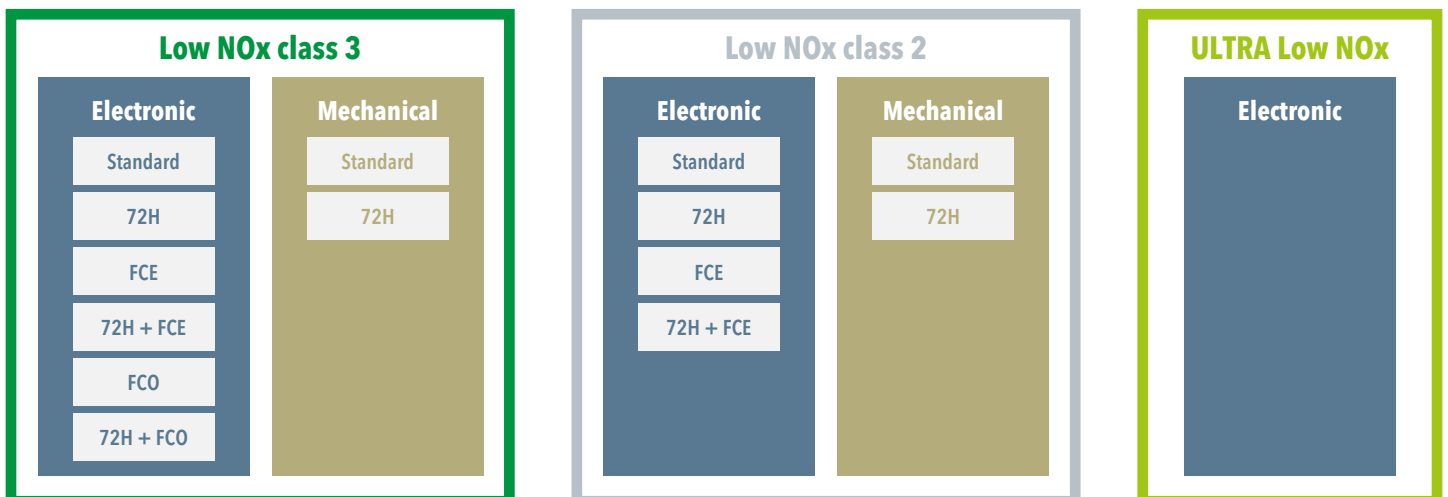 Low NOx class 3
Electronic
Standard
72H
FCE
72H + FCE
FCO
72H + FCO
Mechanical
Standard
72H
Low NOx class 2
Electronic
Standard
72H
FCE
72H + FCE
Mechanical
Standard
72H
ULTRA Low NOx
Electronic